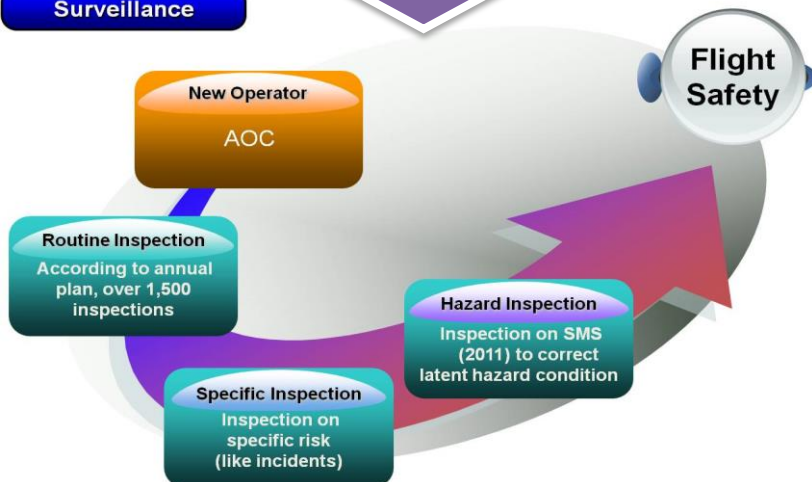 Surveillance
Flight
Safety
New Operator
AOC
Routine Inspection
According to annual
plan, over 1,500
inspections
Hazard Inspection
Inspection on SMS
(2011) to correct
latent hazard condition
Specific Inspection
Inspection on
specific risk
(like incidents)